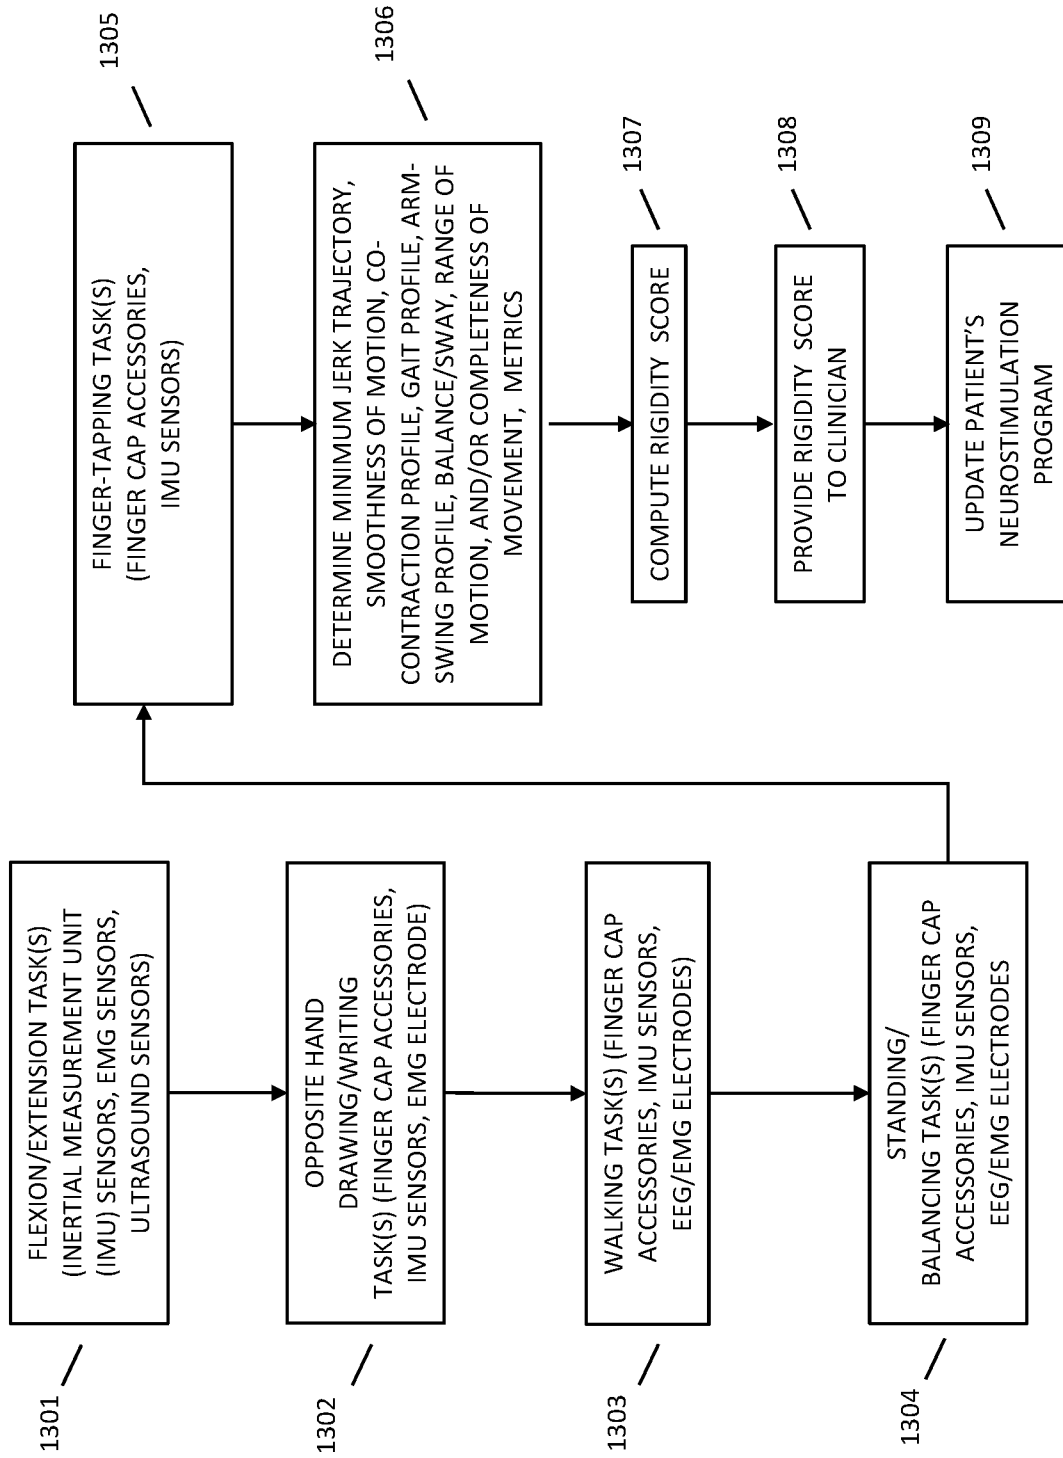 1301
FLEXION/EXTENSION TASK(S)
(INERTIAL MEASUREMENT UNIT
(IMU) SENSORS, EMG SENSORS,
ULTRASOUND SENSORS)
1302
OPPOSITE HAND
DRAWING/WRITING
TASK(S) (FINGER CAP ACCESSORIES,
IMU SENSORS, EMG ELECTRODE)
1303
WALKING TASK(S) (FINGER CAP
ACCESSORIES, IMU SENSORS,
EEG/EMG ELECTRODES)
1304
STANDING/
BALANCING TASK(S) (FINGER CAP
ACCESSORIES, IMU SENSORS,
EEG/EMG ELECTRODES
1305
FINGER-TAPPING TASK(S)
(FINGER CAP ACCESSORIES,
IMU SENSORS)
1306
DETERMINE MINIMUM JERK TRAJECTORY,
SMOOTHNESS OF MOTION, CO-
CONTRACTION PROFILE, GAIT PROFILE, ARM-
SWING PROFILE, BALANCE/SWAY, RANGE OF
MOTION, AND/OR COMPLETENESS OF
MOVEMENT, METRICS
1307
COMPUTE RIGIDITY SCORE
1308
PROVIDE RIGIDITY SCORE
TO CLINICIAN
1309
UPDATE PATIENT'S
NEUROSTIMULATION
PROGRAM